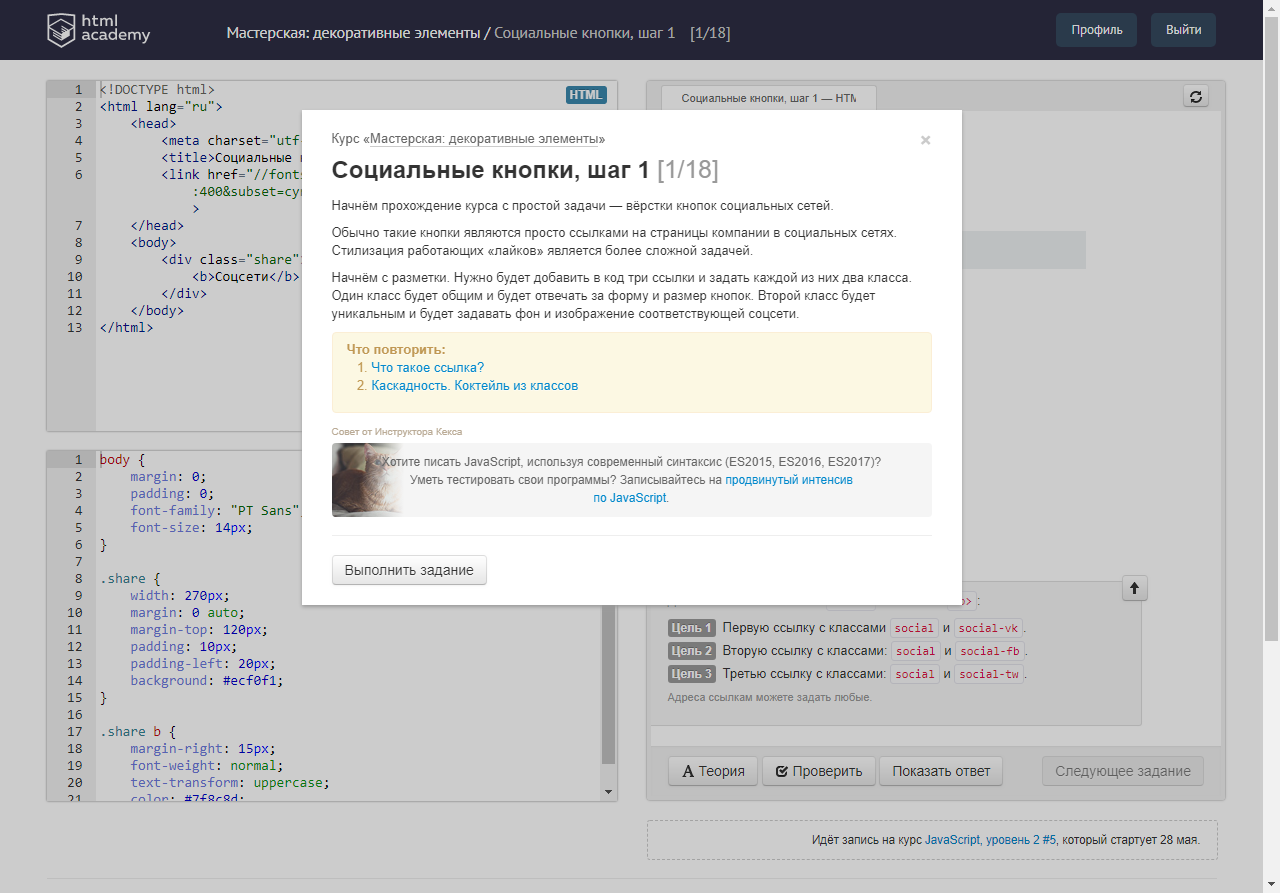 html
academy
Мастерская: декоративные элементы / Социальные кнопки, шаг 1 [1/18]
Профиль
Выйти
1 <!DOCTYPE html>
2 <html lang="ru">
3 <head>
4 <meta charset="utf
5 <title>Социальные
6 <link href="//fonts
:400&subset=cyr
>
7 </head>
8 <body>
9 <div class="share"
10 <b>Соцсети</b>
11 </div>
12 </body>
13 </html>
HTML
Социальные кнопки, шаг 1 — HTM
Курс «Мастерская: декоративные элементы»
×
Социальные кнопки, шаг 1 [1/18]
Начнём прохождение курса с простой задачи — вёрстки кнопок социальных сетей.
Обычно такие кнопки являются просто ссылками на страницы компании в социальных сетях.
Стилизация работающих «лайков» является более сложной задачей.
Начнём с разметки. Нужно будет добавить в код три ссылки и задать каждой из них два класса.
Один класс будет общим и будет отвечать за форму и размер кнопок. Второй класс будет
уникальным и будет задавать фон и изображение соответствующей соцсети.
Что повторить:
1. Что такое ссылка?
2. Каскадность. Коктейль из классов
Совет от Инструктора Кекса
Хотите писать JavaScript, используя современный синтаксис (ES2015, ES2016, ES2017)?
Уметь тестировать свои программы? Записывайтесь на продвинутый интенсив
по JavaScript.
Выполнить задание
1 body {
2 margin: 0;
3 padding: 0;
4 font-family: "PT Sans",
5 font-size: 14px;
6 }
7
8 .share {
9 width: 270px;
10 margin: 0 auto;
11 margin-top: 120px;
12 padding: 10px;
13 padding-left: 20px;
14 background: #ecf0f1;
15 }
16
17 .share b {
18 margin-right: 15px;
19 font-weight: normal;
20 text-transform: uppercase;
21 color: #7f8c8d;
Цель 1 Первую ссылку с классами social и social-vk.
Цель 2 Вторую ссылку с классами: social и social-fb.
Цель 3 Третью ссылку с классами: social и social-tw.
Адреса ссылкам можете задать любые.
Теория
Проверить
Показать ответ
Следующее задание
Идёт запись на курс JavaScript, уровень 2 #5, который стартует 28 мая.